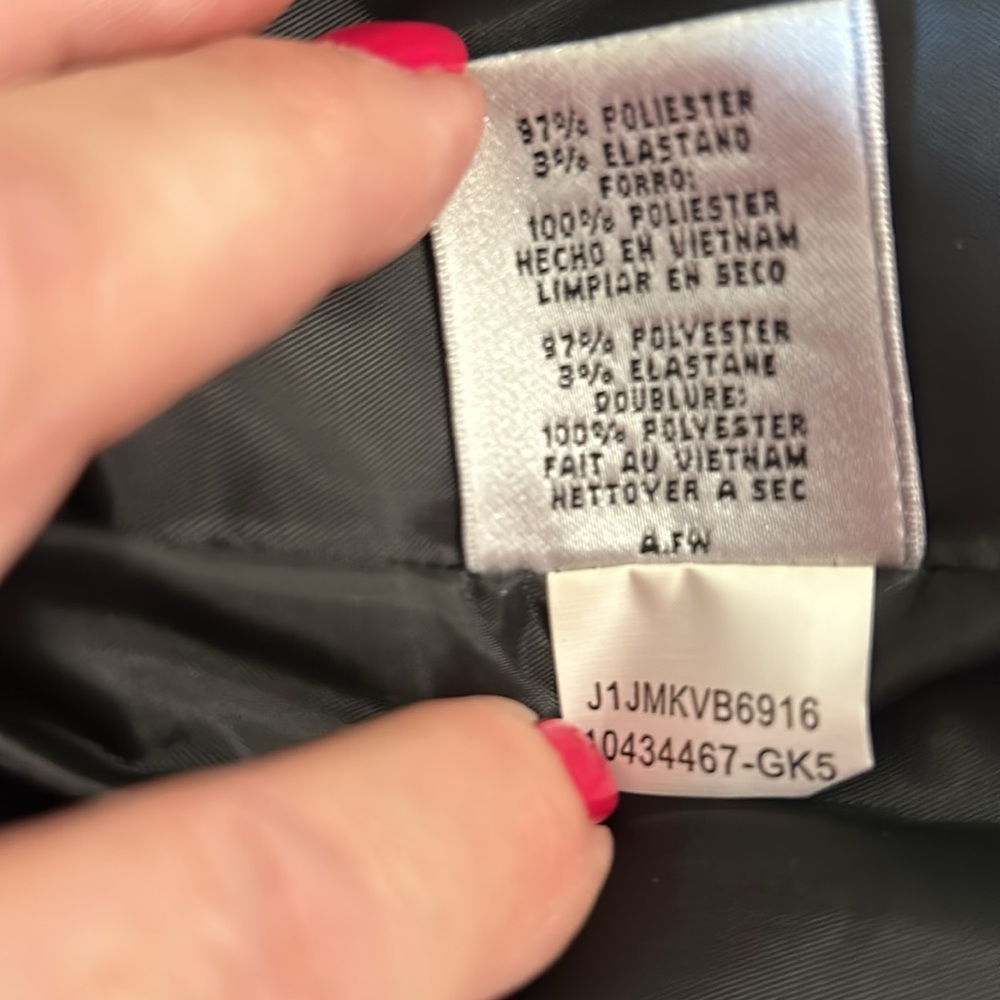 97% POLIESTER
3% ELASTANO
FORRO:
100% POLIESTER
HECHO EN VIETNAM
LIMPIAR EN SECO
97% POLYESTER
3% ELASTANE
DOUBLURE:
100% POLYESTER
FAIT AU VIETNAM
NETTOYER A SEC
A.FW
J1JMKVB6916
10434467-GK5